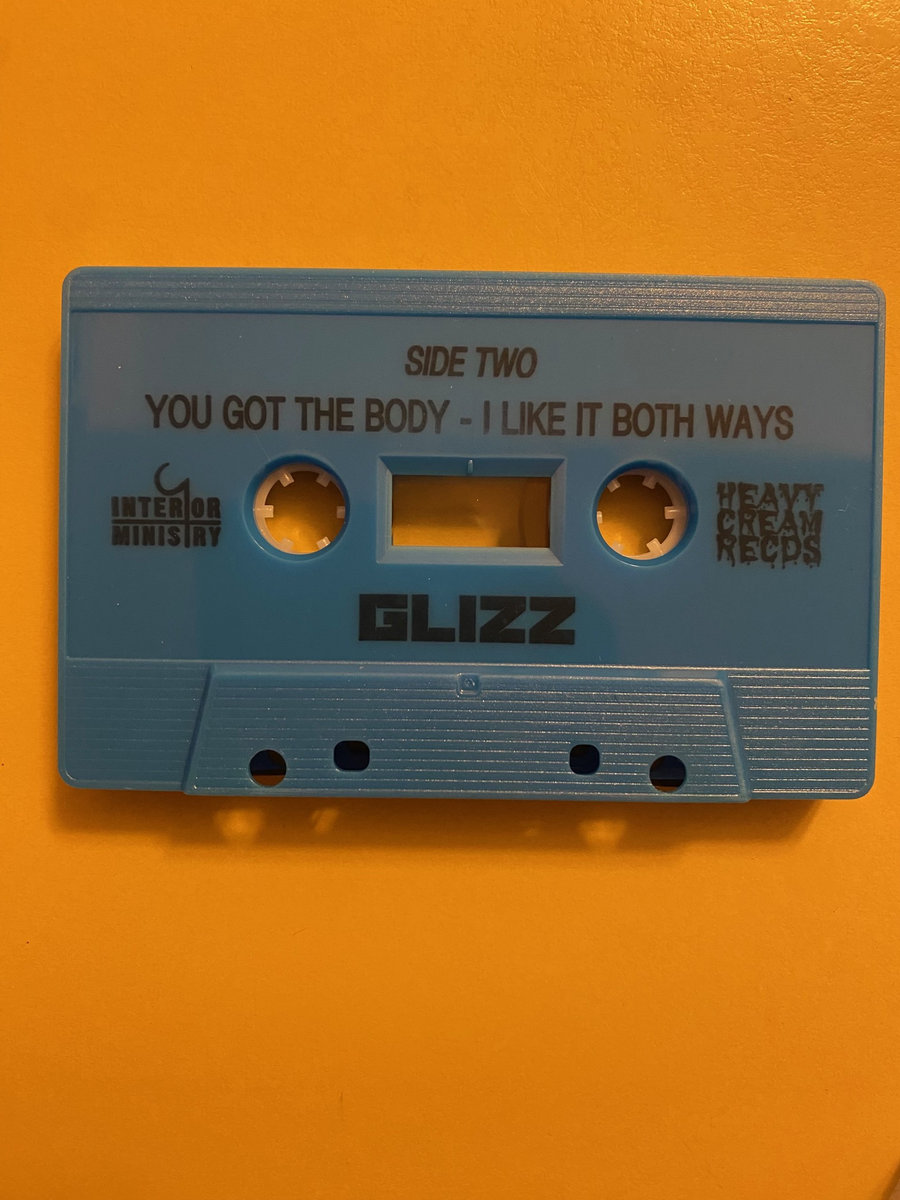 SIDE TWO
YOU GOT THE BODY - I LIKE IT BOTH WAYS
INTERIOR
MINISTRY
HEAVY
CREAM
RECDS
GLIZZ